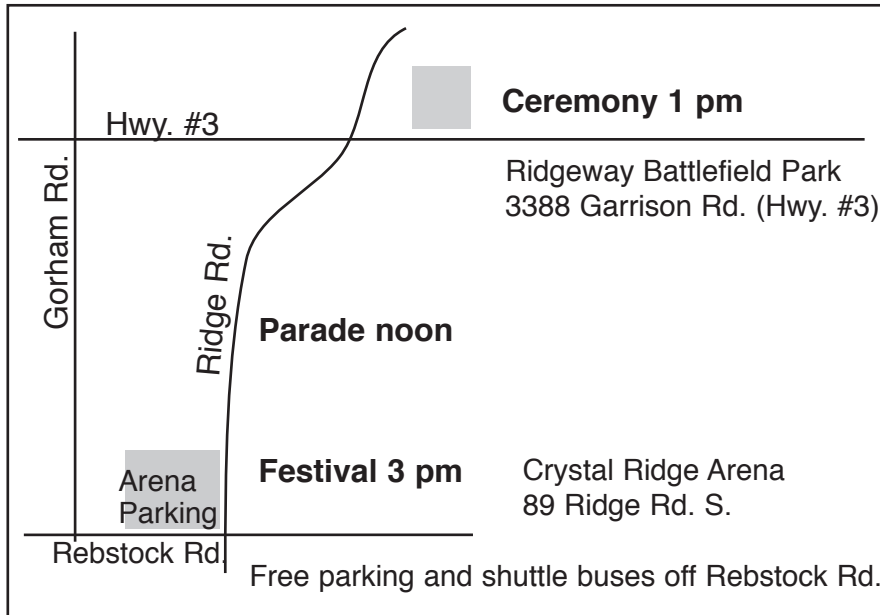 Ceremony 1 pm
Hwy. #3
Ridgeway Battlefield Park
3388 Garrison Rd. (Hwy. #3)
Gorham Rd.
Ridge Rd.
Parade noon
Festival 3 pm
Crystal Ridge Arena
89 Ridge Rd. S.
Arena
Parking
Rebstock Rd.
Free parking and shuttle buses off Rebstock Rd.